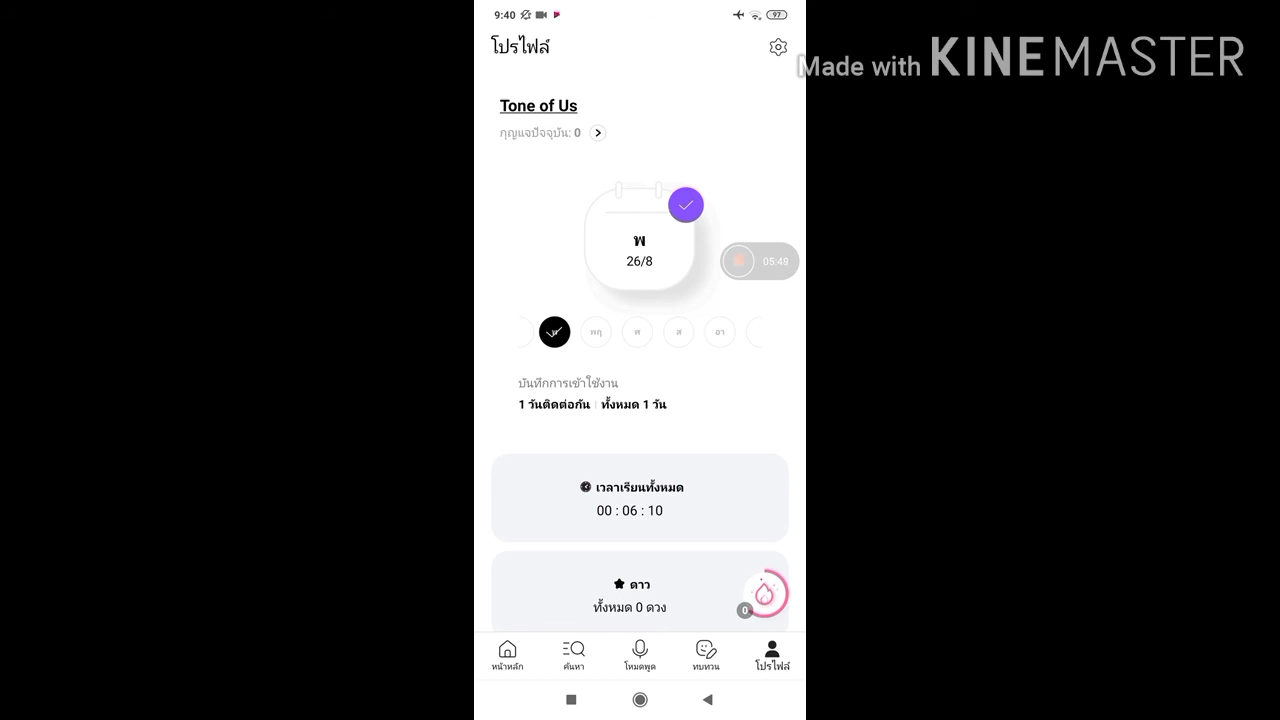 9:40
97
โปรไฟล์
Made with KINEMASTER
Tone of Us
กุญแจปัจจุบัน: 0
พ
26/8
05:48
พ พฤ ศ ส อา
บันทึกการเข้าใช้งาน
1 วันติดต่อกัน | ทั้งหมด 1 วัน
เวลาเรียนทั้งหมด
00 : 06 : 10
ดาว
ทั้งหมด 0 ดวง
0
หน้าหลัก ค้นหา โหมดพูด ทบทวน โปรไฟล์